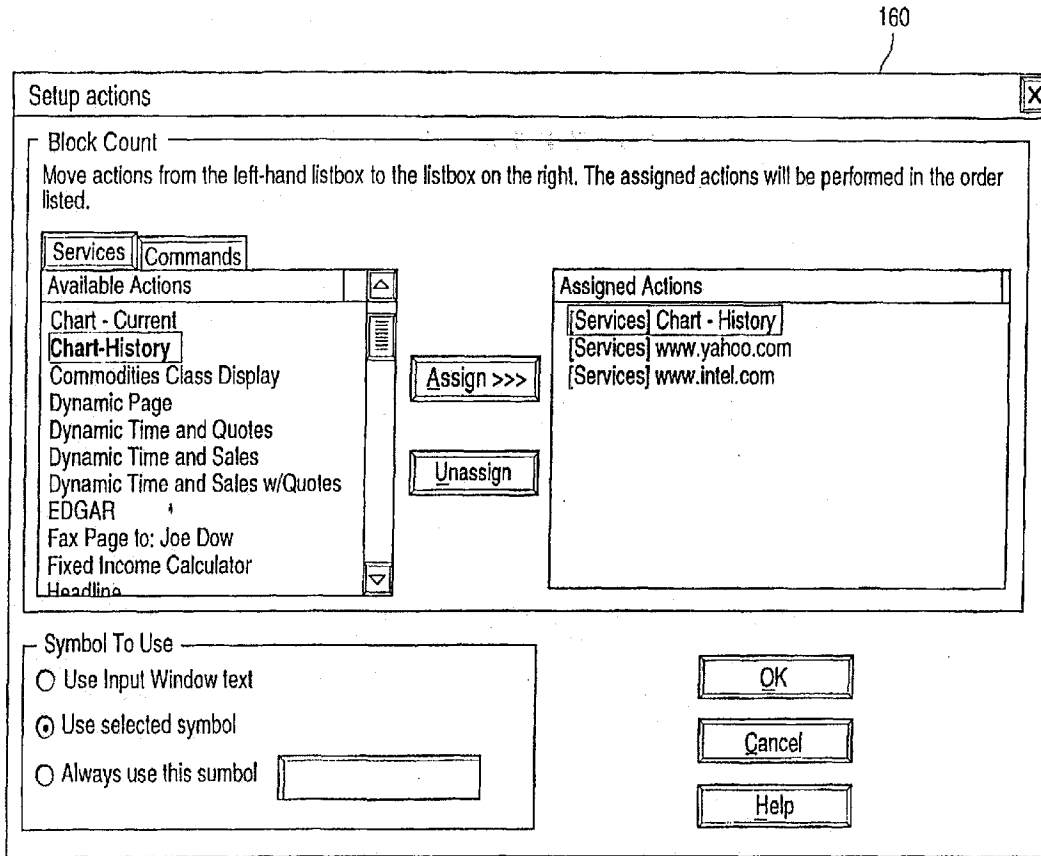 160
Setup actions
X
Block Count
Move actions from the left-hand listbox to the listbox on the right. The assigned actions will be performed in the order
listed.
Services Commands
Available Actions
Chart - Current
Chart-History
Commodities Class Display
Dynamic Page
Dynamic Time and Quotes
Dynamic Time and Sales
Dynamic Time and Sales w/Quotes
EDGAR
Fax Page to: Joe Dow
Fixed Income Calculator
Headline
Assign >>>
Unassign
Assigned Actions
[Services] Chart - History
[Services] www.yahoo.com
[Services] www.intel.com
Symbol To Use
Use Input Window text
Use selected symbol
Always use this sumbol
OK
Cancel
Help